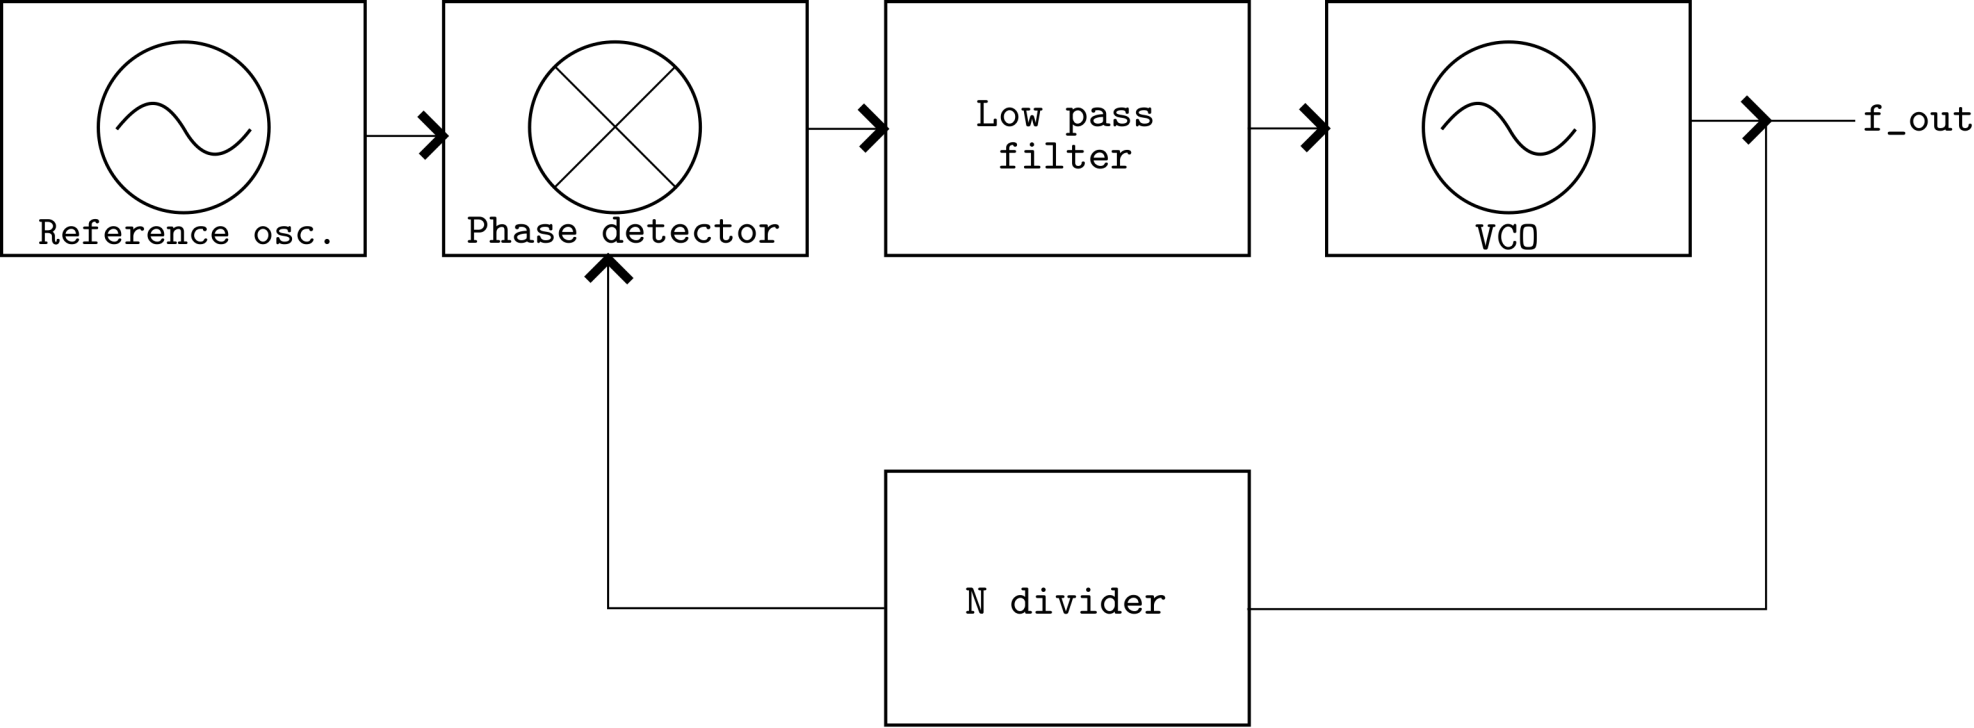 Reference osc.
Phase detector
Low pass
filter
VCO
f_out
N divider